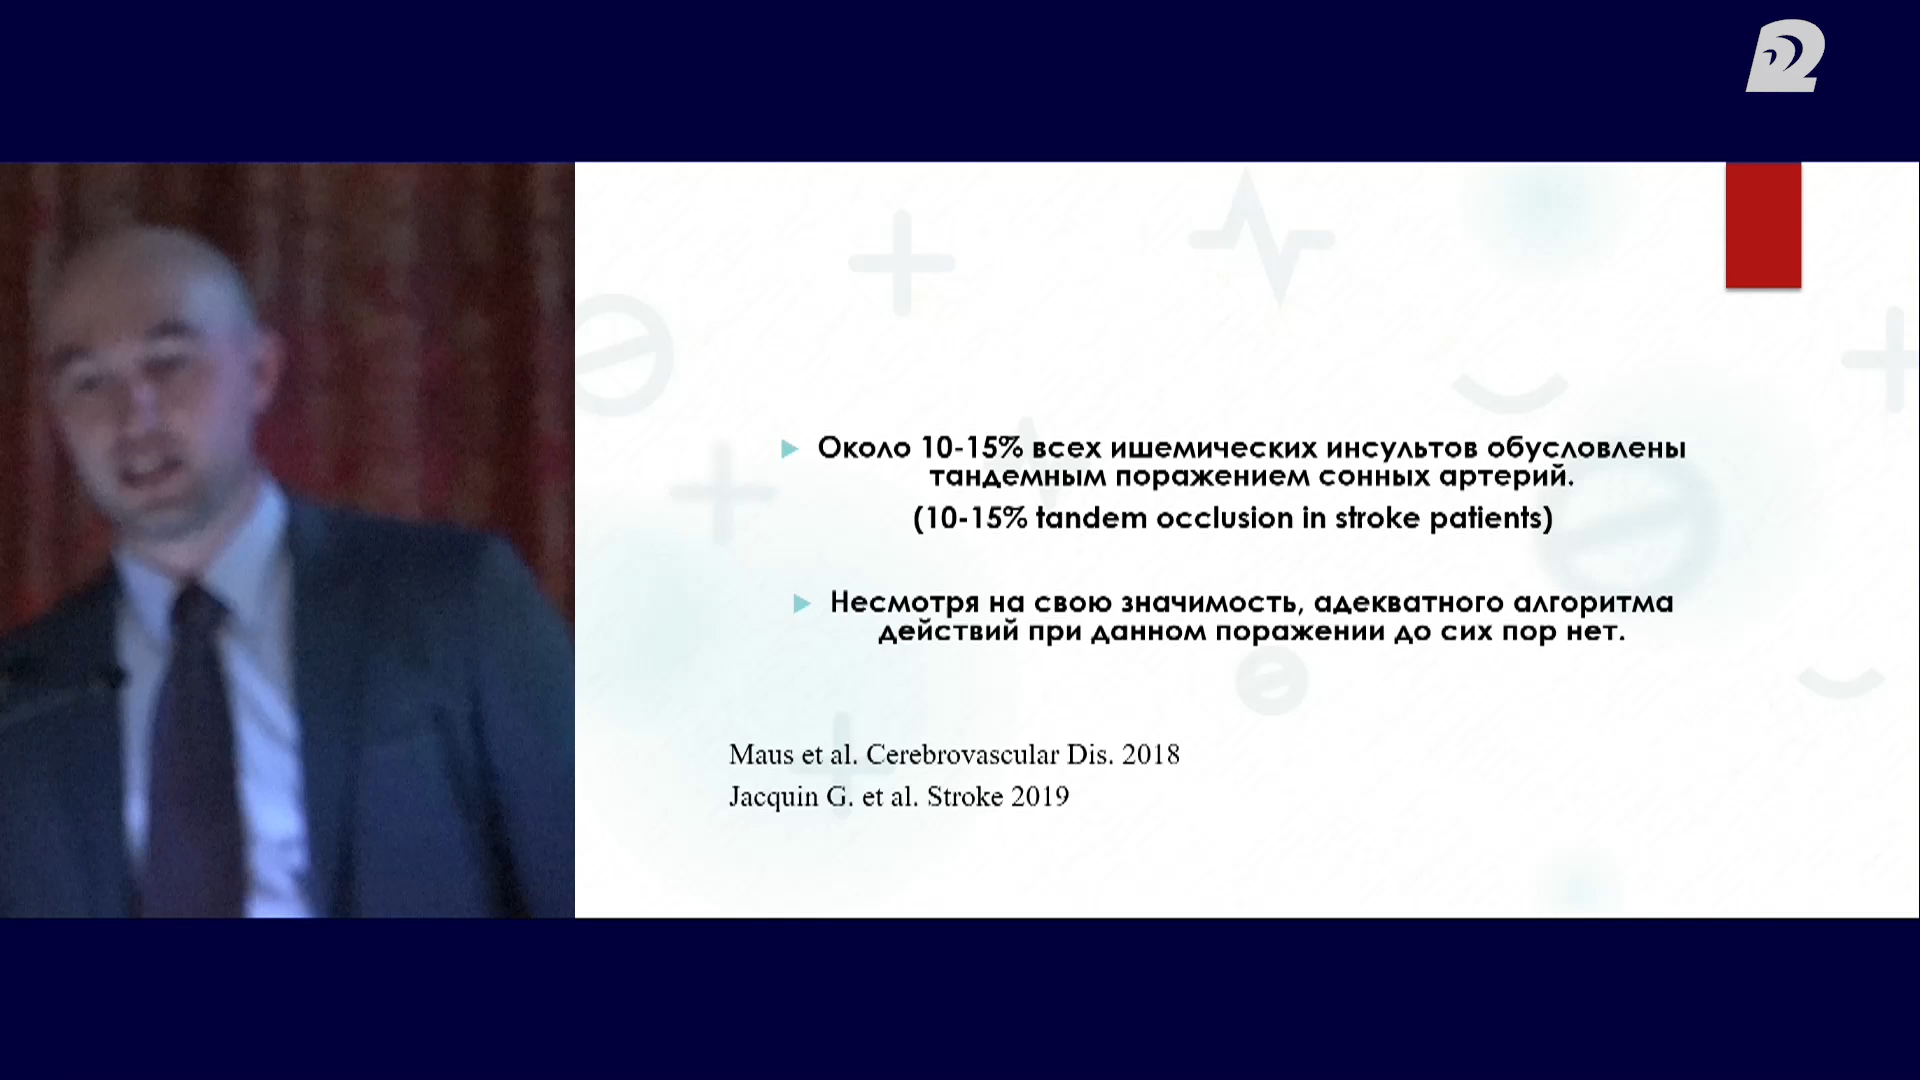 Около 10-15% всех ишемических инсультов обусловлены
тандемным поражением сонных артерий.
(10-15% tandem occlusion in stroke patients)
Несмотря на свою значимость, адекватного алгоритма
действий при данном поражении до сих пор нет.
Maus et al. Cerebrovascular Dis. 2018
Jacquin G. et al. Stroke 2019